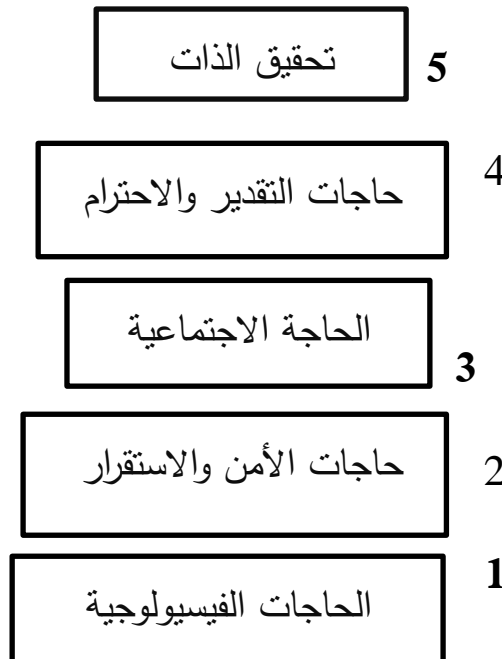 تحقيق الذات 5
حاجات التقدير والاحترام 4
الحاجة الاجتماعية 3
حاجات الأمن والاستقرار 2
الحاجات الفيسيولوجية 1